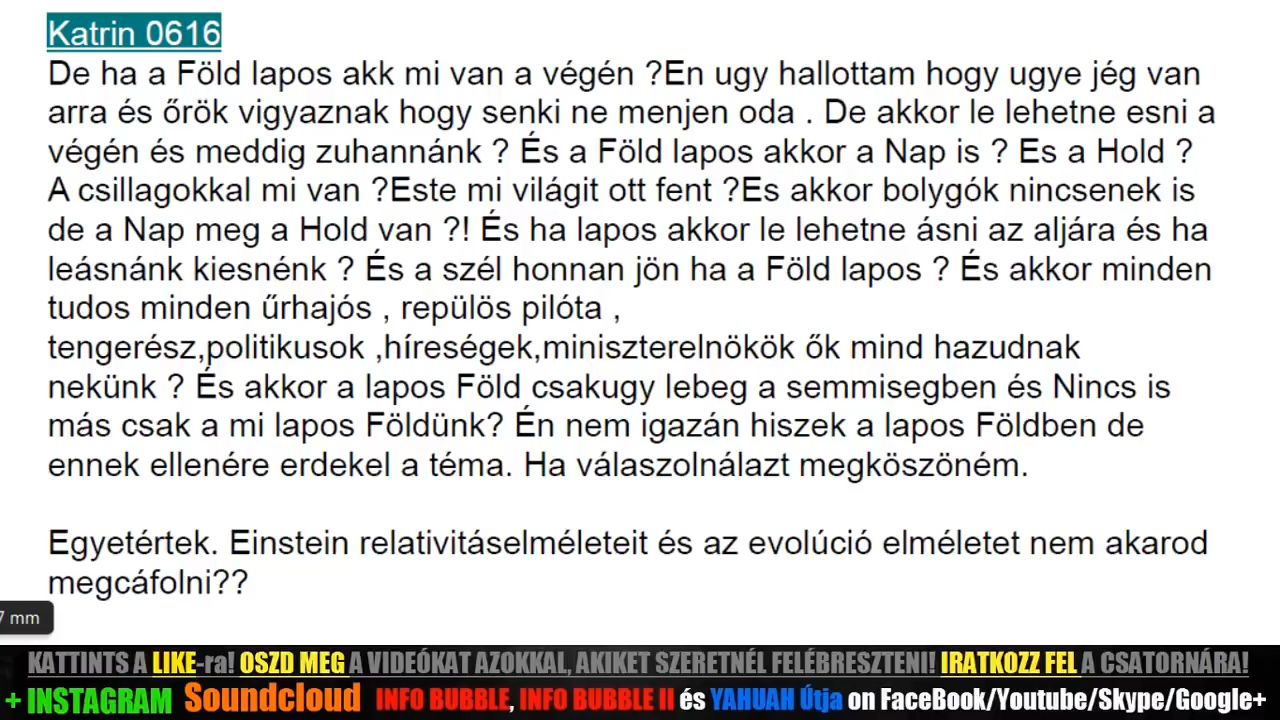 Katrin 0616
De ha a Föld lapos akk mi van a végén ?En ugy hallottam hogy ugye jég van
arra és őrök vigyaznak hogy senki ne menjen oda . De akkor le lehetne esni a
végén és meddig zuhannánk ? És a Föld lapos akkor a Nap is ? Es a Hold ?
A csillagokkal mi van ?Este mi világit ott fent ?Es akkor bolygók nincsenek is
de a Nap meg a Hold van ?! És ha lapos akkor le lehetne ásni az aljára és ha
leásnánk kiesnénk ? És a szél honnan jön ha a Föld lapos ? És akkor minden
tudos minden űrhajós , repülös pilóta ,
tengerész,politikusok ,híreségek,miniszterelnökök ők mind hazudnak
nekünk ? És akkor a lapos Föld csakugy lebeg a semmisegben és Nincs is
más csak a mi lapos Földünk? Én nem igazán hiszek a lapos Földben de
ennek ellenére erdekel a téma. Ha válaszolnálazt megköszöném.
Egyetértek. Einstein relativitáselméleteit és az evolúció elméletet nem akarod
megcáfolni??
7 mm
KATTINTS A LIKE-ra! OSZD MEG A VIDEÓKAT AZOKKAL, AKIKET SZERETNÉL FELÉBRESZTENI! IRATKOZZ FEL A CSATORNÁRA!
+ INSTAGRAM Soundcloud INFO BUBBLE, INFO BUBBLE II és YAHUAH Útja on FaceBook/Youtube/Skype/Google+